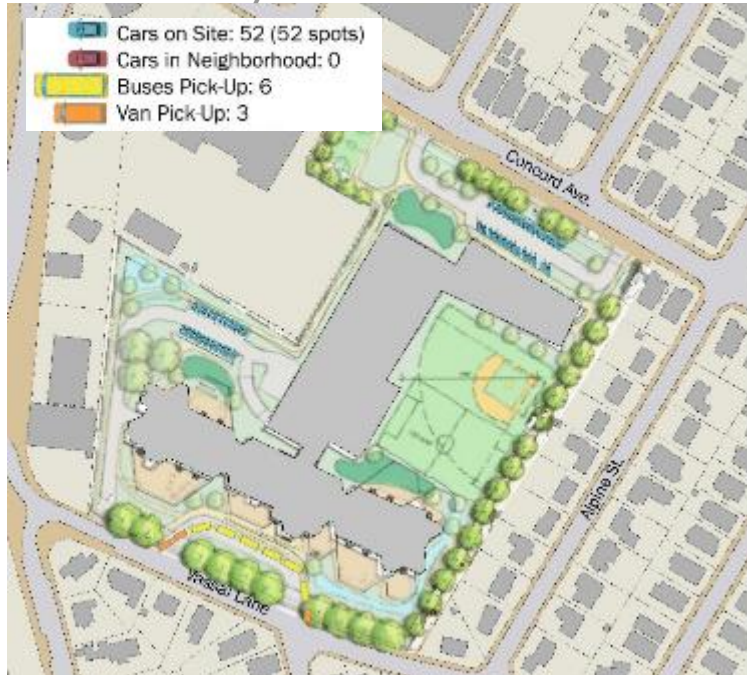 Cars on Site: 52 (52 spots)
Cars in Neighborhood: 0
Buses Pick-Up: 6
Van Pick-Up: 3
Concord Ave.
Alpine St.
Vassal Lane